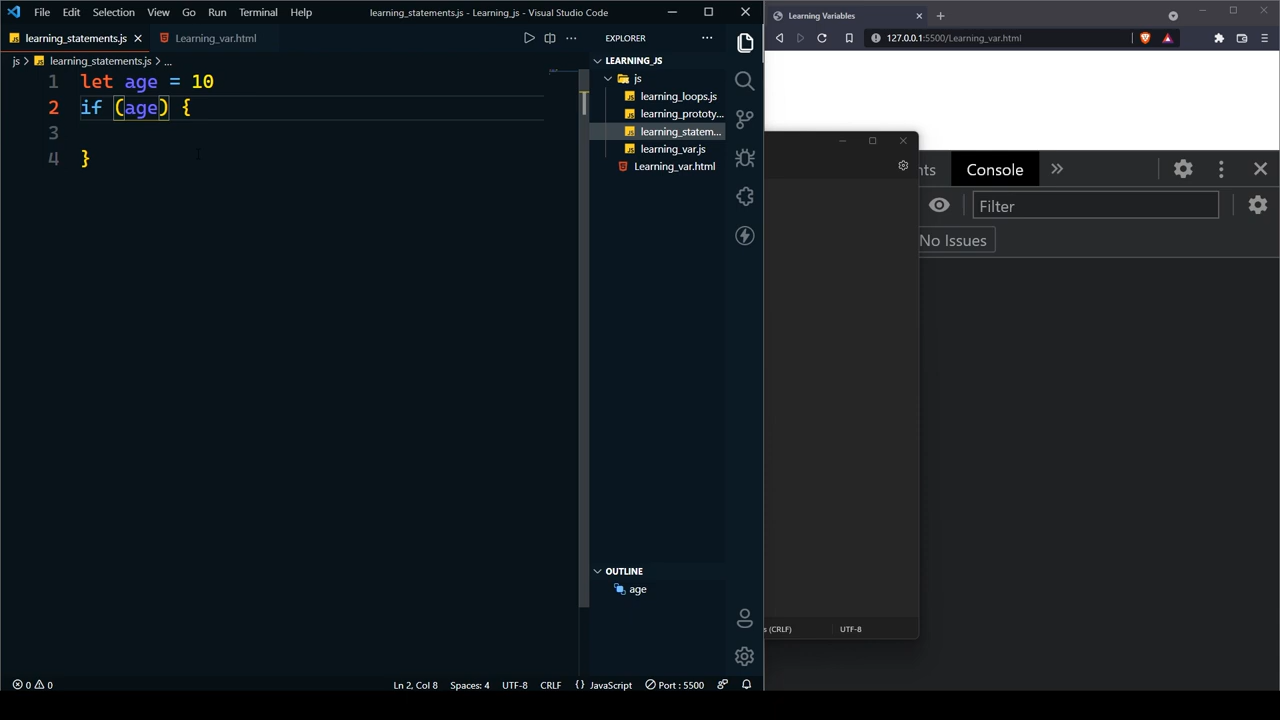 File Edit Selection View Go Run Terminal Help
learning_statements.js - Learning_js - Visual Studio Code
learning_statements.js
Learning_var.html
js > learning_statements.js > ...
1 let age = 10
2 if (age) {
3
4 }
EXPLORER
LEARNING_JS
js
learning_loops.js
learning_prototy...
learning_statem...
learning_var.js
Learning_var.html
OUTLINE
age
0 0
Ln 2, Col 8 Spaces: 4 UTF-8 CRLF {} JavaScript Port : 5500
Learning Variables
127.0.0.1:5500/Learning_var.html
nts Console
Filter
No Issues
s (CRLF) UTF-8